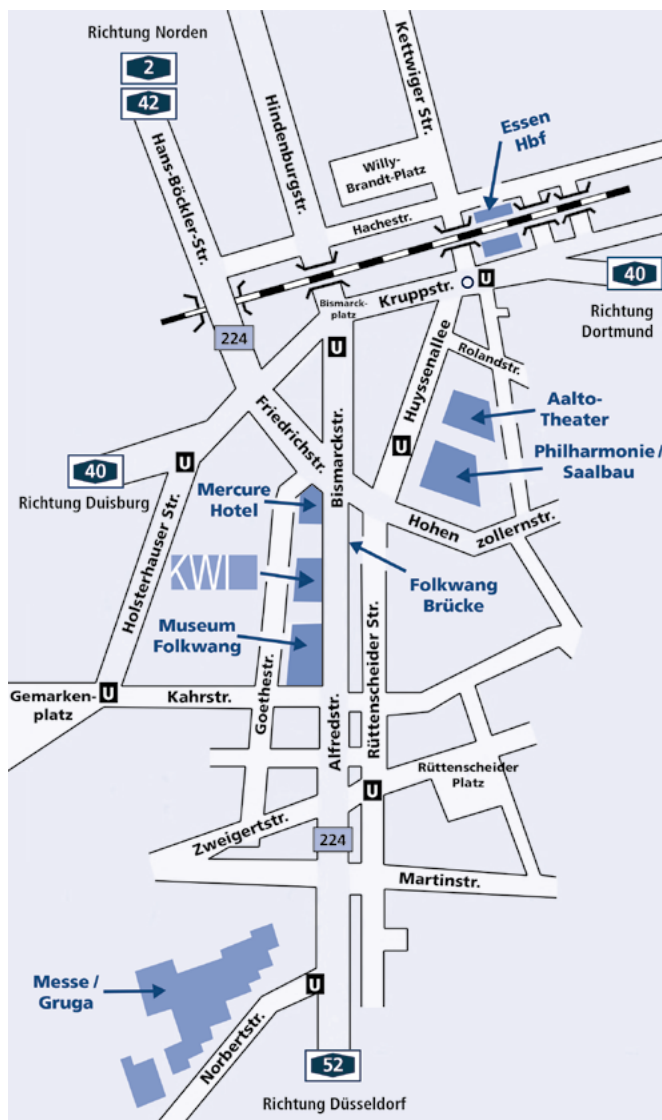 Richtung Norden
2
42
Hans-Böckler-Str.
Hindenburgstr.
Kettwiger Str.
Essen
Hbf
Willy-
Brandt-Platz
Hachestr.
Bismarck-
platz
Kruppstr.
U
40
Richtung
Dortmund
224
U
Rolandstr.
Huyssenallee
Aalto-
Theater
Friedrichstr.
Bismarckstr.
U
U
Philharmonie/
Saalbau
40
Richtung Duisburg
Mercure
Hotel
Hohen
zollernstr.
Holsterhauser Str.
KWI
Folkwang
Brücke
Museum
Folkwang
Goethestr.
Rüttenscheider Str.
Gemarken-
platz
U
Kahrstr.
Alfredstr.
Rüttenscheider
Platz
U
Zweigertstr.
224
Martinstr.
Messe /
Gruga
U
Norbertstr.
52
Richtung Düsseldorf